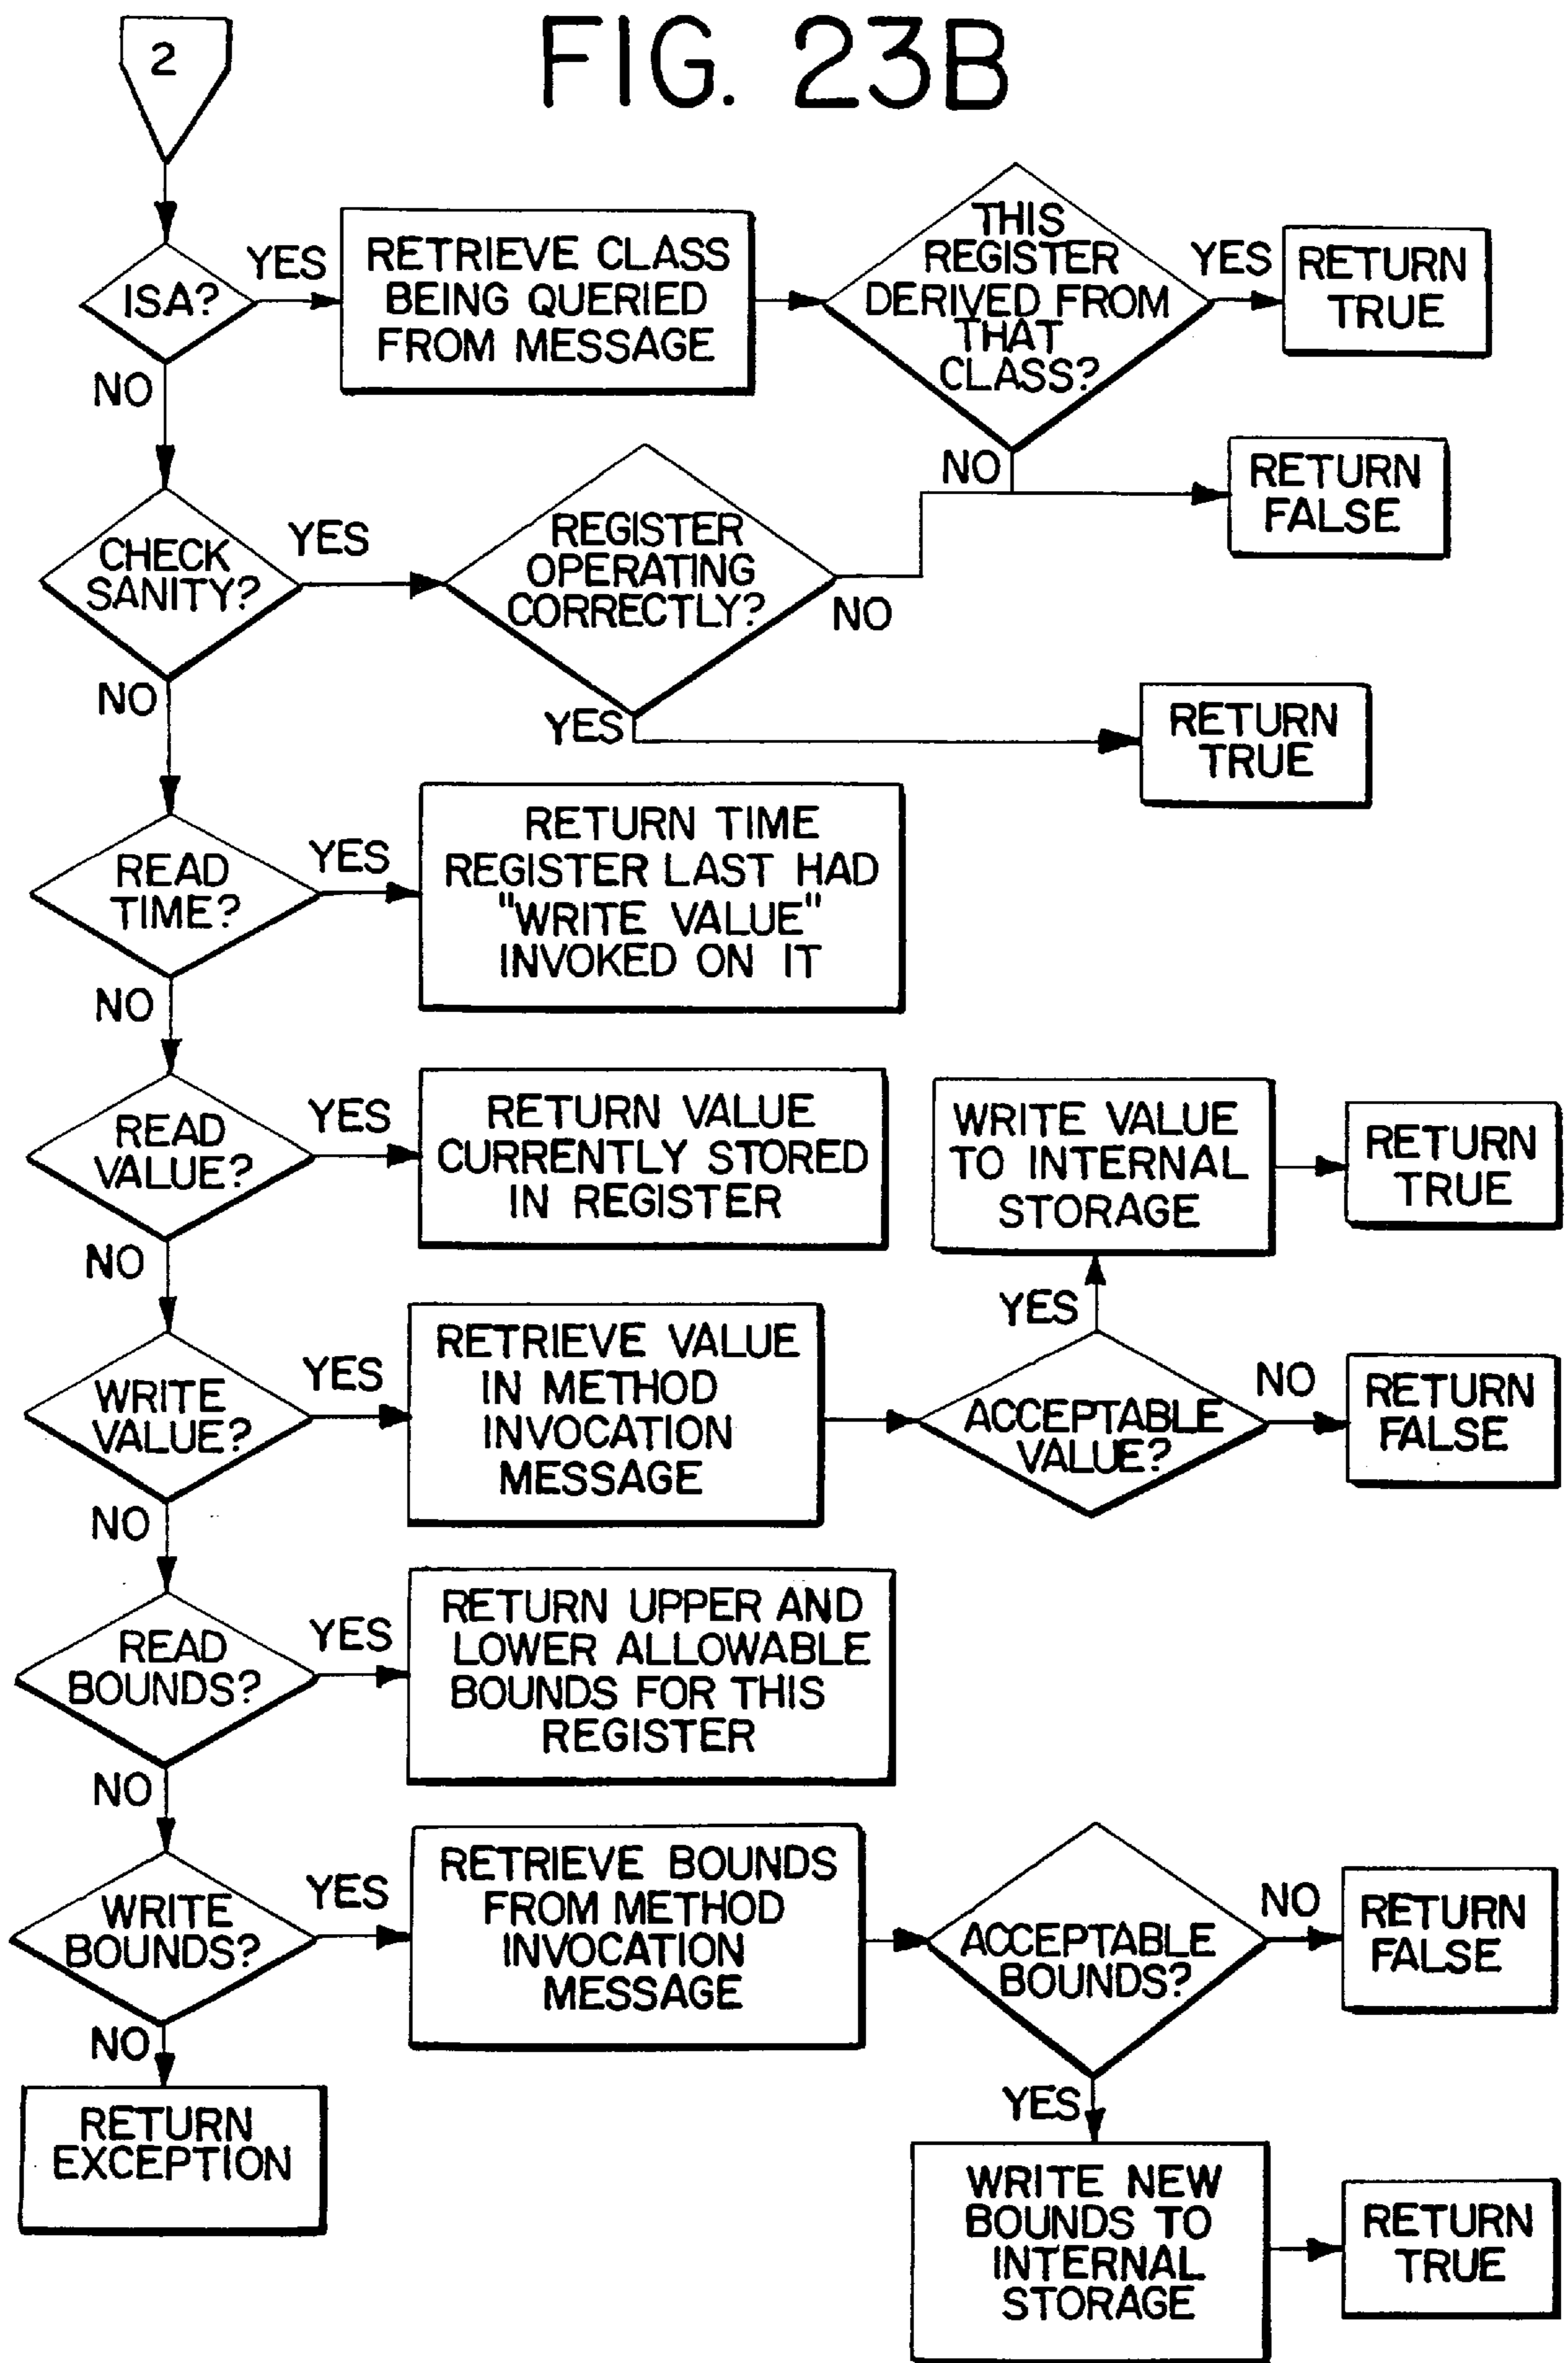 FIG. 23B
2
ISA?
YES
RETRIEVE CLASS
BEING QUERIED
FROM MESSAGE
THIS
REGISTER
DERIVED FROM
THAT
CLASS?
YES
RETURN
TRUE
NO
NO
RETURN
FALSE
CHECK
SANITY?
YES
REGISTER
OPERATING
CORRECTLY?
NO
NO
YES
RETURN
TRUE
READ
TIME?
YES
RETURN TIME
REGISTER LAST HAD
"WRITE VALUE"
INVOKED ON IT
NO
READ
VALUE?
YES
RETURN VALUE
CURRENTLY STORED
IN REGISTER
WRITE VALUE
TO INTERNAL
STORAGE
RETURN
TRUE
NO
YES
WRITE
VALUE?
YES
RETRIEVE VALUE
IN METHOD
INVOCATION
MESSAGE
ACCEPTABLE
VALUE?
NO
RETURN
FALSE
NO
READ
BOUNDS?
YES
RETURN UPPER AND
LOWER ALLOWABLE
BOUNDS FOR THIS
REGISTER
NO
WRITE
BOUNDS?
YES
RETRIEVE BOUNDS
FROM METHOD
INVOCATION
MESSAGE
ACCEPTABLE
BOUNDS?
NO
RETURN
FALSE
NO
YES
RETURN
EXCEPTION
WRITE NEW
BOUNDS TO
INTERNAL
STORAGE
RETURN
TRUE